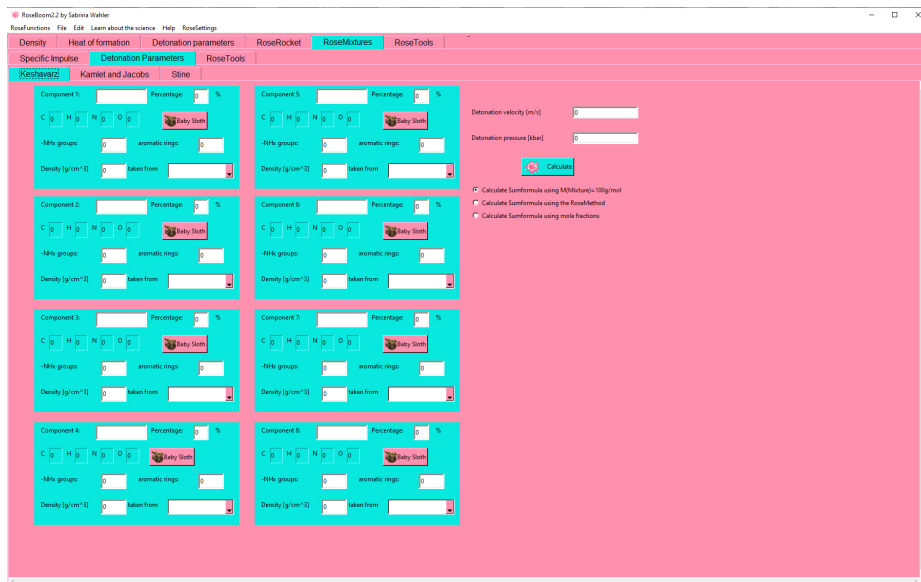 RoseBoom2.2 by Sabrina Wahler
RoseFunctions File Edit Learn about the science Help RoseSettings
Density Heat of formation Detonation parameters RoseRocket RoseMixtures RoseTools
Specific Impulse Detonation Parameters RoseTools
Keshavarz Kamlet and Jacobs Stine
Component 1: Percentage: 0 %
C 0 H 0 N 0 O 0 Baby Sloth
-NHx groups: 0 aromatic rings: 0
Density [g/cm^3] 0 taken from
Component 2: Percentage: 0 %
C 0 H 0 N 0 O 0 Baby Sloth
-NHx groups: 0 aromatic rings: 0
Density [g/cm^3] 0 taken from
Component 3: Percentage: 0 %
C 0 H 0 N 0 O 0 Baby Sloth
-NHx groups: 0 aromatic rings: 0
Density [g/cm^3] 0 taken from
Component 4: Percentage: 0 %
C 0 H 0 N 0 O 0 Baby Sloth
-NHx groups: 0 aromatic rings: 0
Density [g/cm^3] 0 taken from
Component 5: Percentage: 0 %
C 0 H 0 N 0 O 0 Baby Sloth
-NHx groups: 0 aromatic rings: 0
Density [g/cm^3] 0 taken from
Component 6: Percentage: 0 %
C 0 H 0 N 0 O 0 Baby Sloth
-NHx groups: 0 aromatic rings: 0
Density [g/cm^3] 0 taken from
Component 7: Percentage: 0 %
C 0 H 0 N 0 O 0 Baby Sloth
-NHx groups: 0 aromatic rings: 0
Density [g/cm^3] 0 taken from
Component 8: Percentage: 0 %
C 0 H 0 N 0 O 0 Baby Sloth
-NHx groups: 0 aromatic rings: 0
Density [g/cm^3] 0 taken from
Detonation velocity [m/s] 0
Detonation pressure [kbar] 0
Calculate
Calculate Sumformula using M(Mixture)=100g/mol
Calculate Sumformula using the RoseMethod
Calculate Sumformula using mole fractions